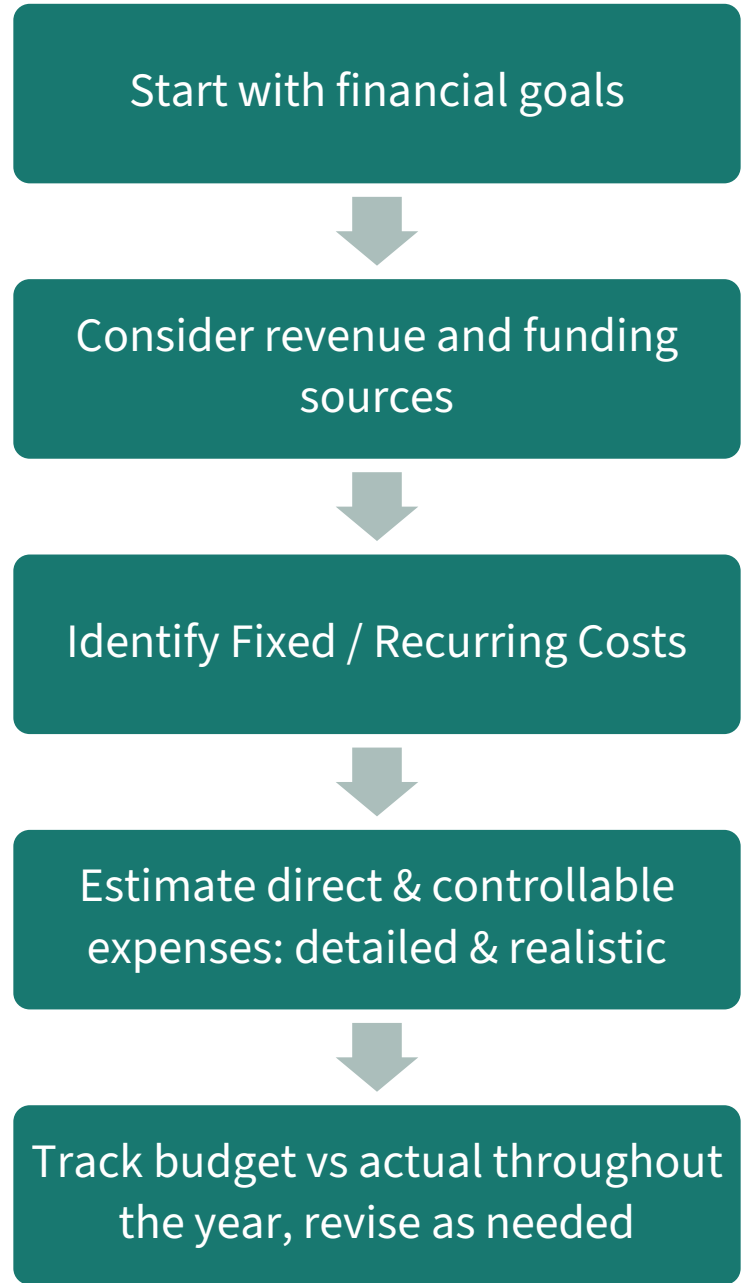 Start with financial goals
Consider revenue and funding
sources
Identify Fixed / Recurring Costs
Estimate direct & controllable
expenses: detailed & realistic
Track budget vs actual throughout
the year, revise as needed